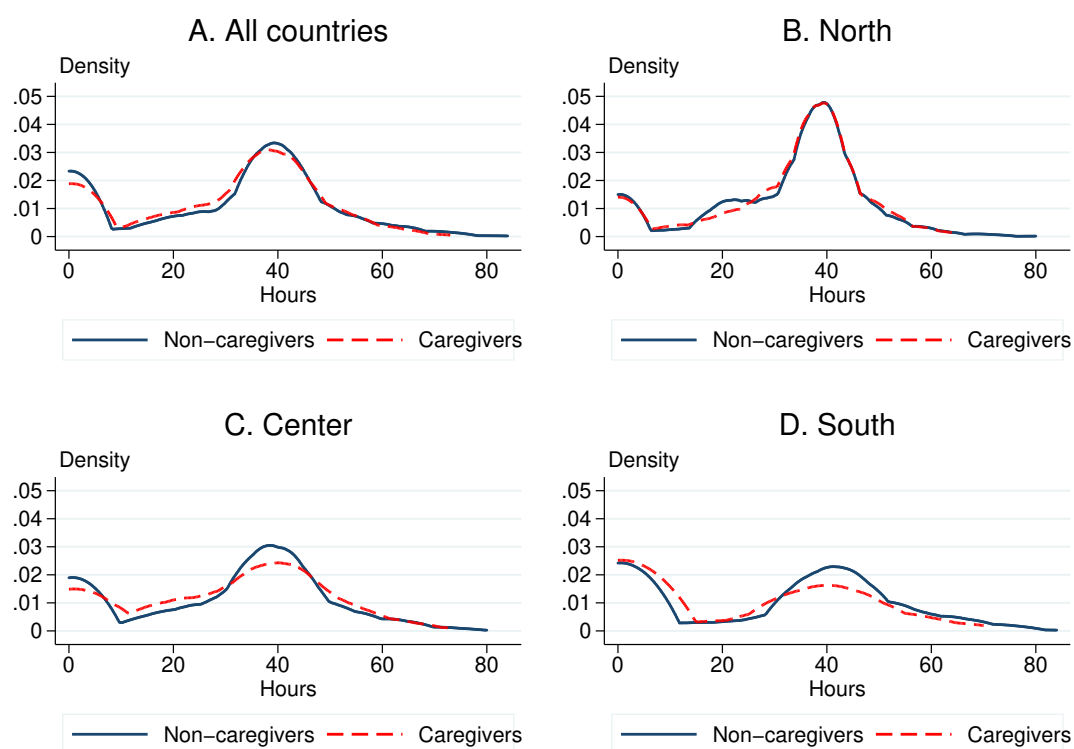 A. All countries
Density
.05
.04
.03
.02
.01
0
0 20 40 60 80
Hours
Non−caregivers Caregivers
B. North
Density
.05
.04
.03
.02
.01
0
0 20 40 60 80
Hours
Non−caregivers Caregivers
C. Center
Density
.05
.04
.03
.02
.01
0
0 20 40 60 80
Hours
Non−caregivers Caregivers
D. South
Density
.05
.04
.03
.02
.01
0
0 20 40 60 80
Hours
Non−caregivers Caregivers